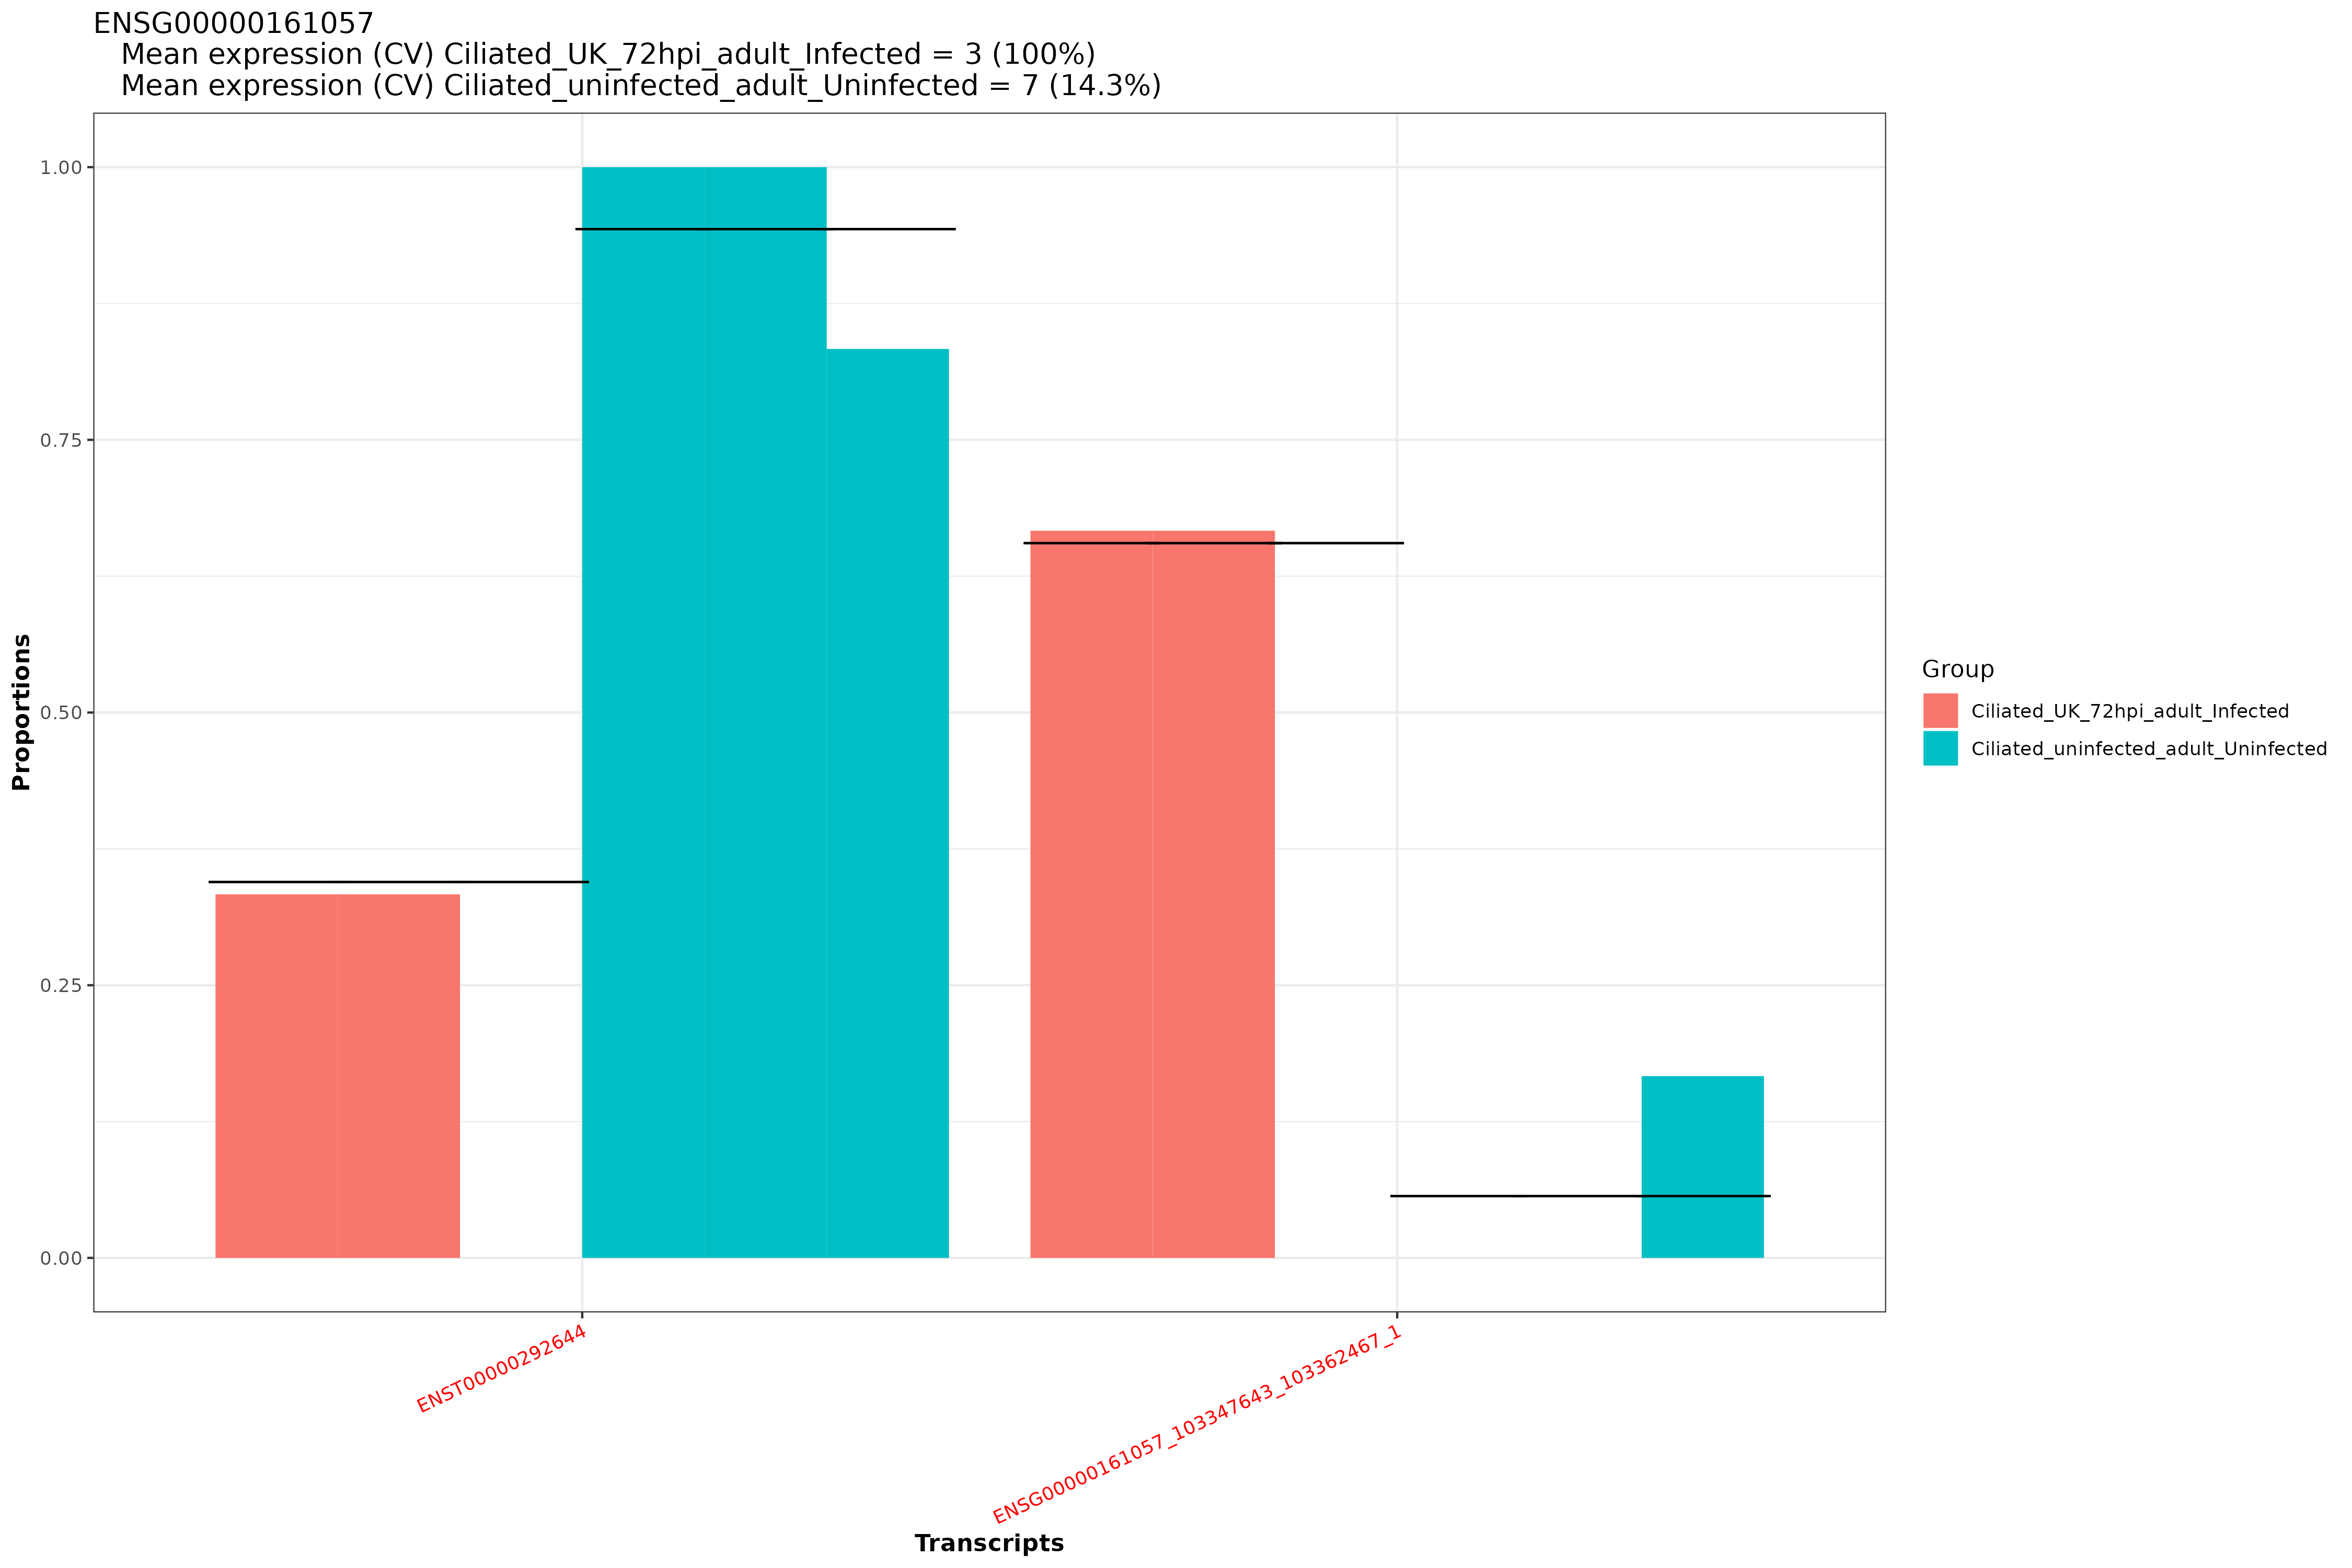 ENSG00000161057
Mean expression (CV) Ciliated_UK_72hpi_adult_Infected = 3 (100%)
Mean expression (CV) Ciliated_uninfected_adult_Uninfected = 7 (14.3%)
1.00
0.75
0.50
0.25
0.00
Proportions
Group
Ciliated_UK_72hpi_adult_Infected
Ciliated_uninfected_adult_Uninfected
ENST0000292644
ENSG00000161057_103347643_103362467_1
Transcripts